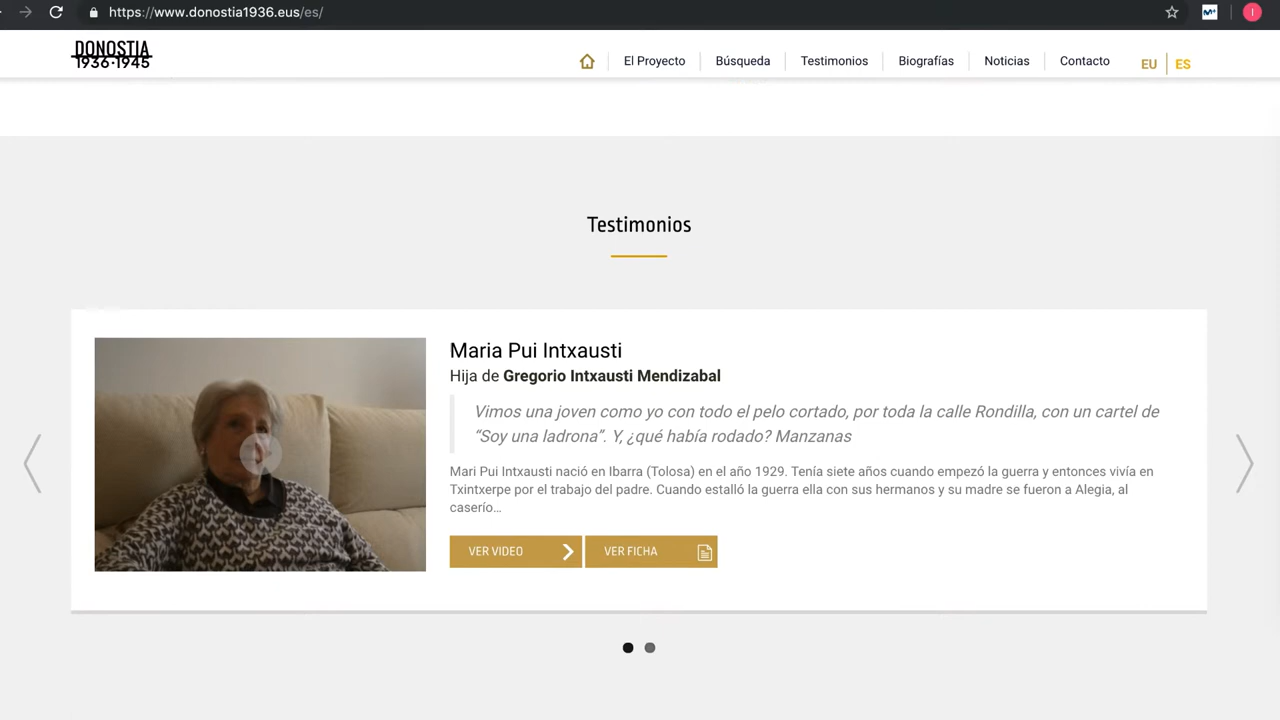 https://www.donostia1936.eus/es/
DONOSTIA
1936·1945
El Proyecto
Búsqueda
Testimonios
Biografías
Noticias
Contacto
EU
ES
Testimonios
Maria Pui Intxausti
Hija de Gregorio Intxausti Mendizabal
Vimos una joven como yo con todo el pelo cortado, por toda la calle Rondilla, con un cartel de
“Soy una ladrona”. Y, ¿qué había rodado? Manzanas
Mari Pui Intxausti nació en Ibarra (Tolosa) en el año 1929. Tenía siete años cuando empezó la guerra y entonces vivía en
Txintxerpe por el trabajo del padre. Cuando estalló la guerra ella con sus hermanos y su madre se fueron a Alegia, al
caserío...
VER VIDEO
VER FICHA